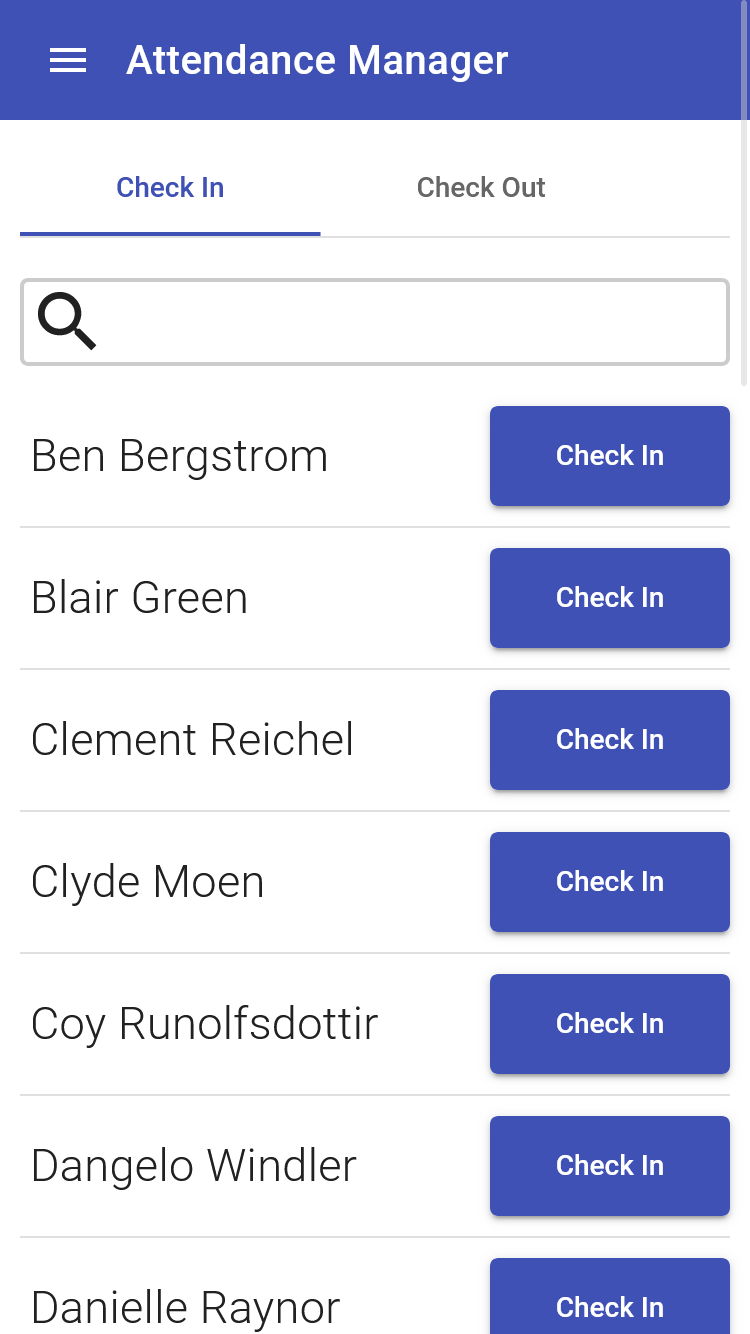 Attendance Manager
Check In Check Out
Ben Bergstrom Check In
Blair Green Check In
Clement Reichel Check In
Clyde Moen Check In
Coy Runolfsdottir Check In
Dangelo Windler Check In
Danielle Raynor Check In